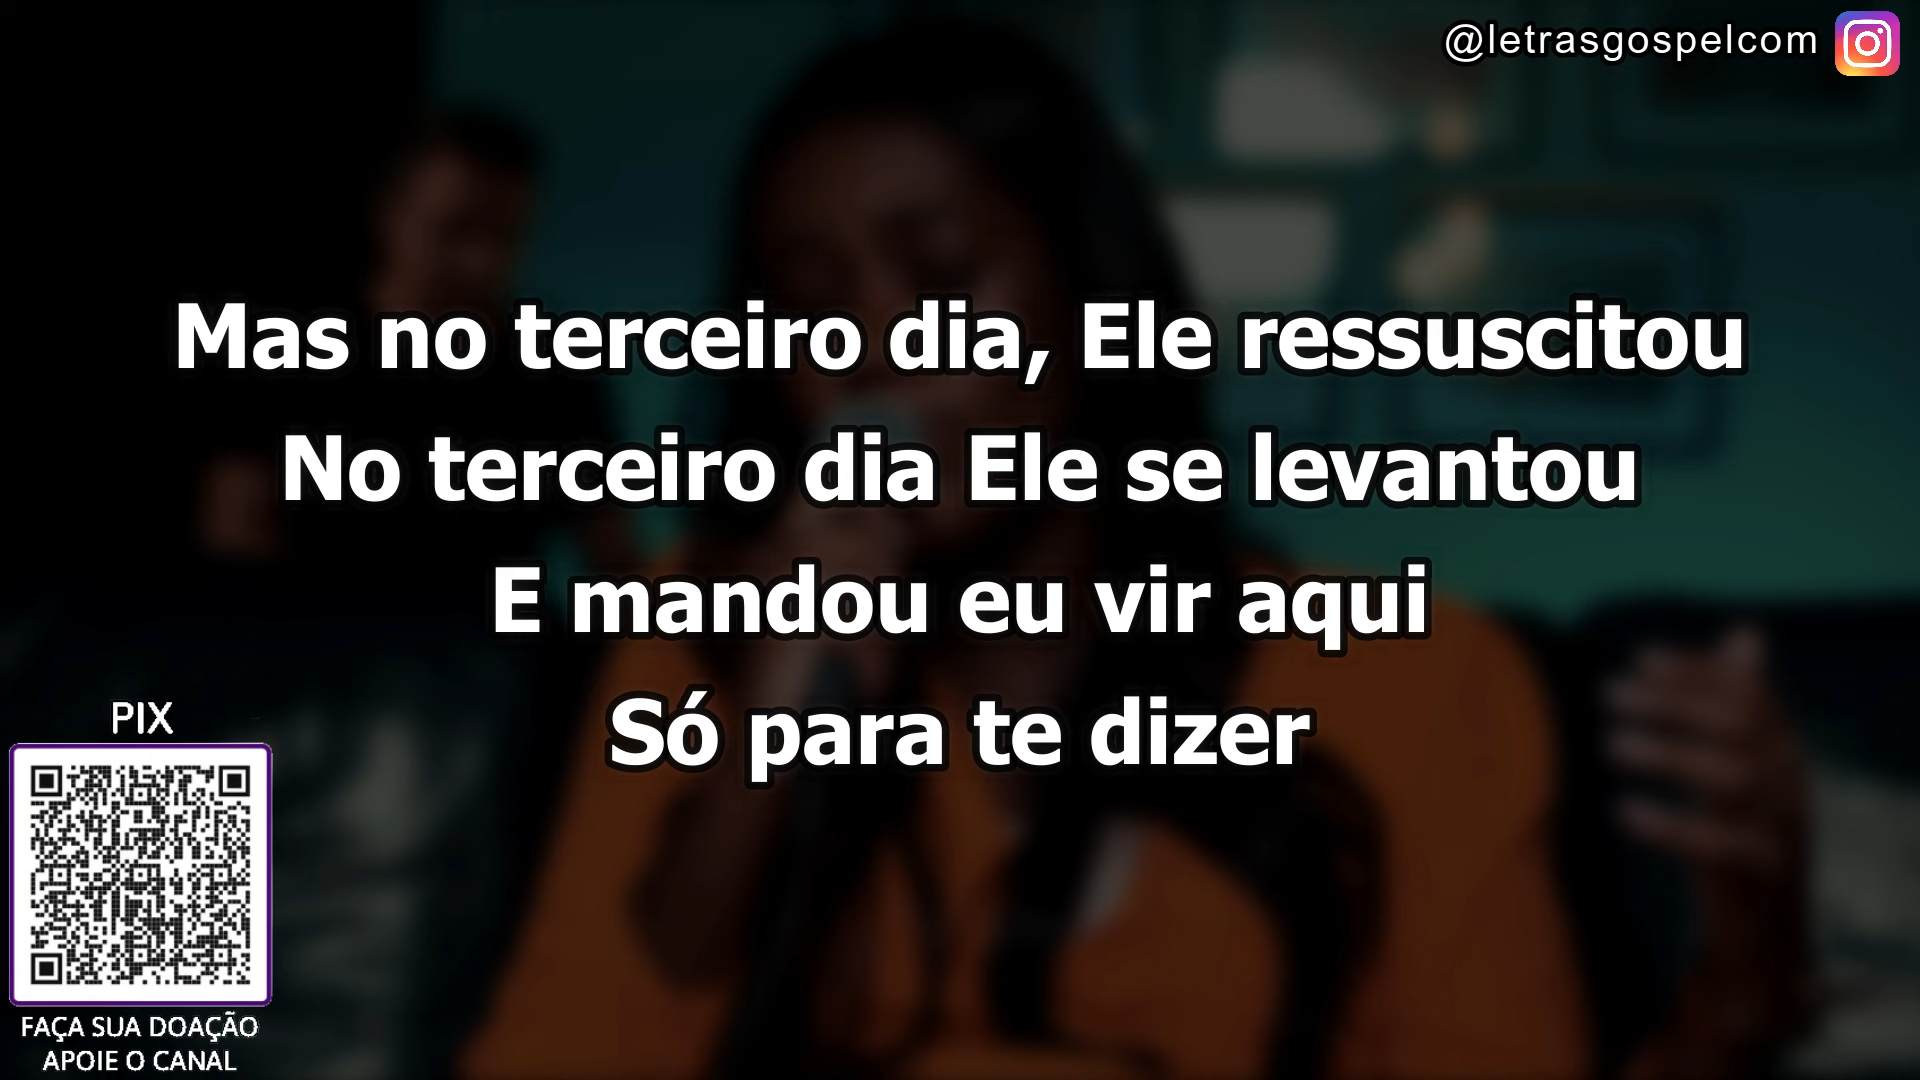 @letrasgospelcom
Mas no terceiro dia, Ele ressuscitou
No terceiro dia Ele se levantou
E mandou eu vir aqui
Só para te dizer
PIX
FAÇA SUA DOAÇÃO
APOIE O CANAL